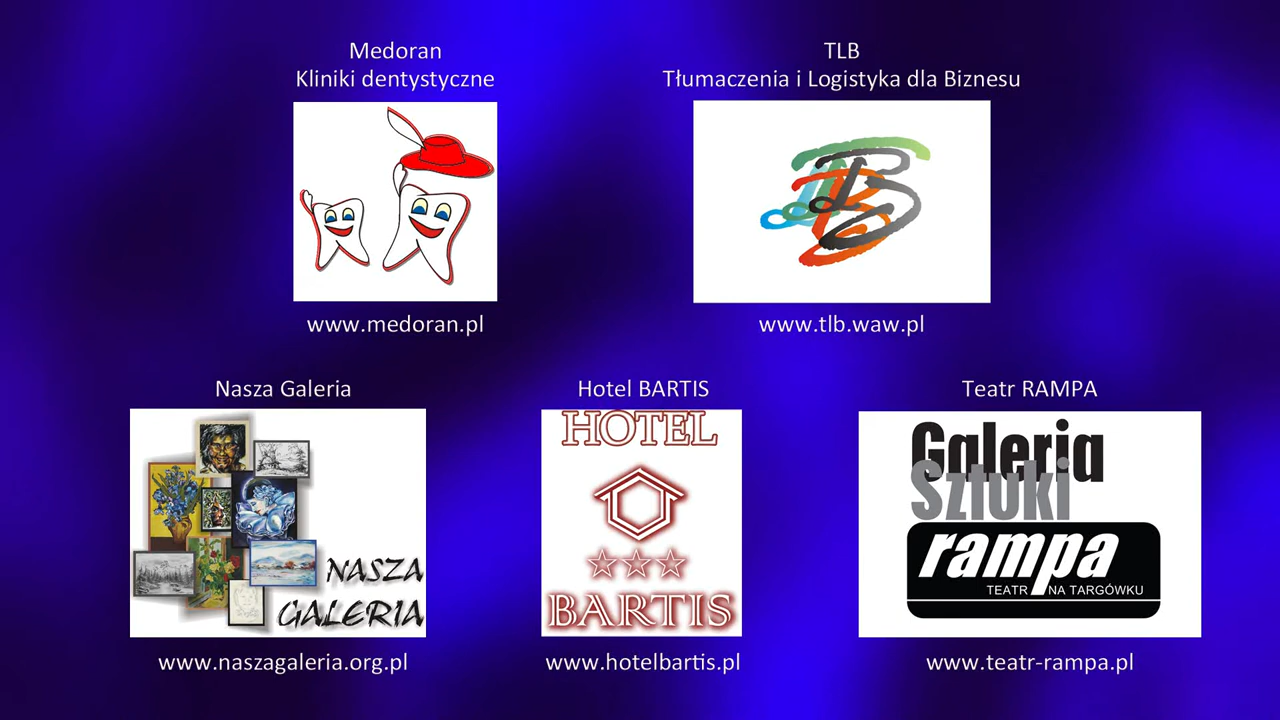 Medoran
Kliniki dentystyczne
www.medoran.pl
TLB
Tłumaczenia i Logistyka dla Biznesu
TLB
www.tlb.waw.pl
Nasza Galeria
NASZA
GALERIA
www.naszagaleria.org.pl
Hotel BARTIS
HOTEL
BARTIS
www.hotelbartis.pl
Teatr RAMPA
Galeria
Sztuki
rampa
TEATR NA TARGÓWKU
www.teatr-rampa.pl